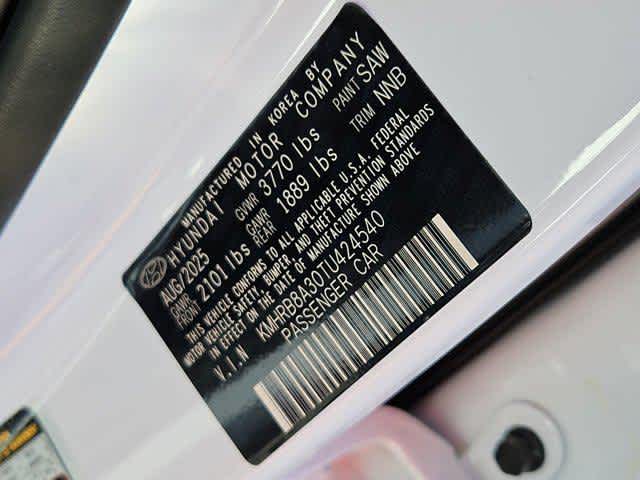 MANUFACTURED IN KOREA BY
HYUNDAI MOTOR COMPANY
AUG/2025 GVWR 3770 lbs PAINT SAW
GAWR FRONT 2101 lbs GAWR REAR 1889 lbs TRIM NNB
THIS VEHICLE CONFORMS TO ALL APPLICABLE U.S.A. FEDERAL
MOTOR VEHICLE SAFETY, BUMPER, AND THEFT PREVENTION STANDARDS
IN EFFECT ON THE DATE OF MANUFACTURE SHOWN ABOVE
V.I.N KMHRB8A30TU424540
PASSENGER CAR